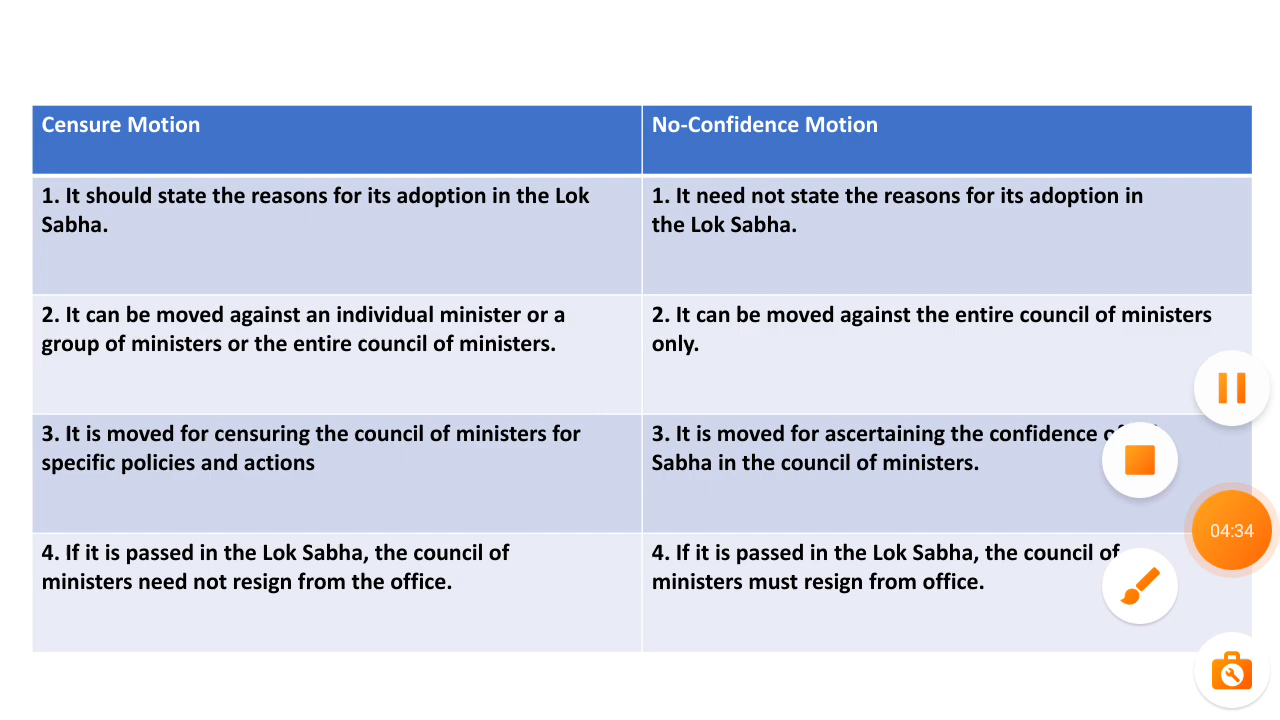 Censure Motion
No-Confidence Motion
1. It should state the reasons for its adoption in the Lok
Sabha.
1. It need not state the reasons for its adoption in
the Lok Sabha.
2. It can be moved against an individual minister or a
group of ministers or the entire council of ministers.
2. It can be moved against the entire council of ministers
only.
3. It is moved for censuring the council of ministers for
specific policies and actions
3. It is moved for ascertaining the confidence
Sabha in the council of ministers.
4. If it is passed in the Lok Sabha, the council of
ministers need not resign from the office.
4. If it is passed in the Lok Sabha, the council of
ministers must resign from office.
04:34